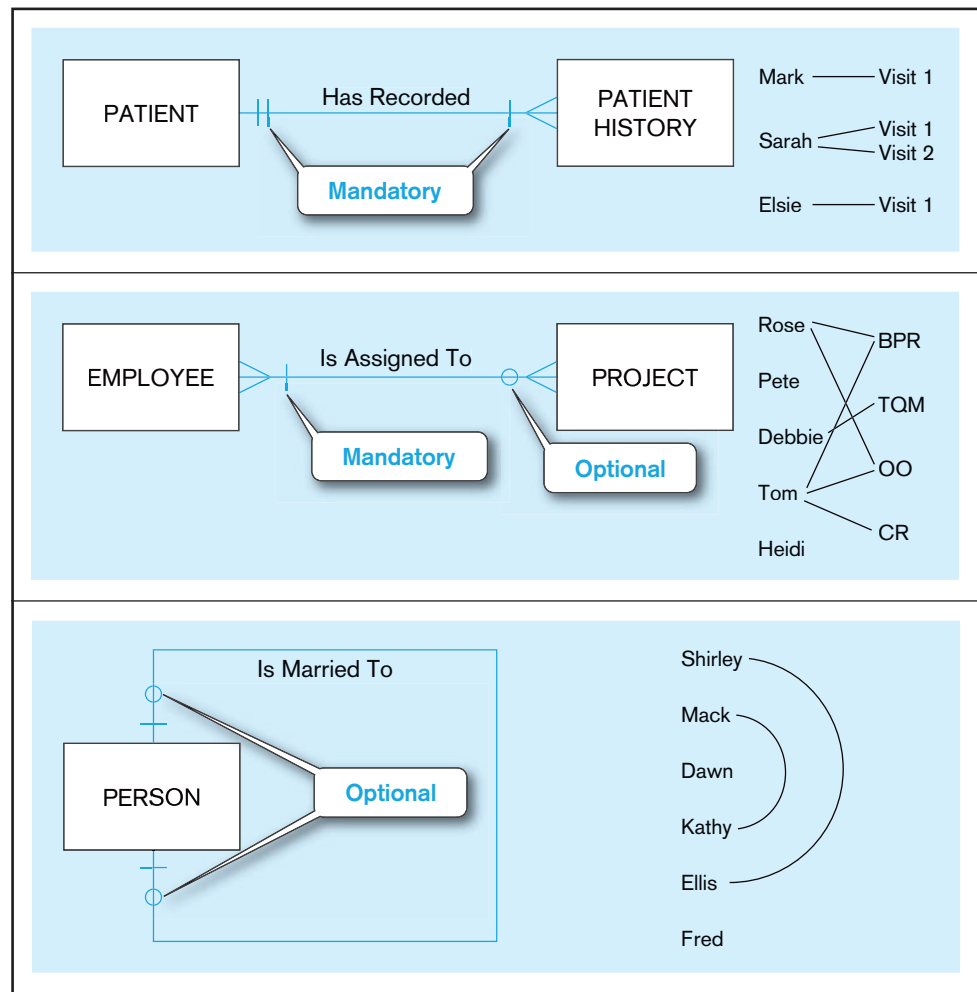 PATIENT
Has Recorded
PATIENT
HISTORY
Mandatory
Mark
Visit 1
Sarah
Visit 1
Visit 2
Elsie
Visit 1
EMPLOYEE
Is Assigned To
PROJECT
Mandatory
Optional
Rose
BPR
Pete
TQM
Debbie
OO
Tom
CR
Heidi
Is Married To
PERSON
Optional
Shirley
Mack
Dawn
Kathy
Ellis
Fred